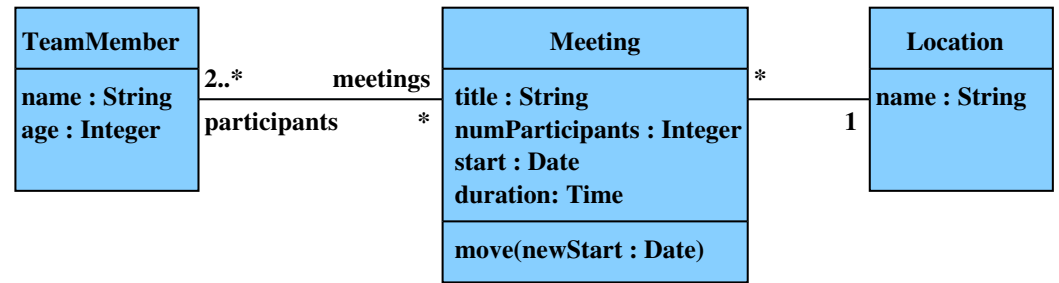 TeamMember
name : String
age : Integer
2..* meetings
participants *
Meeting
title : String
numParticipants : Integer
start : Date
duration: Time
move(newStart : Date)
*
1
Location
name : String